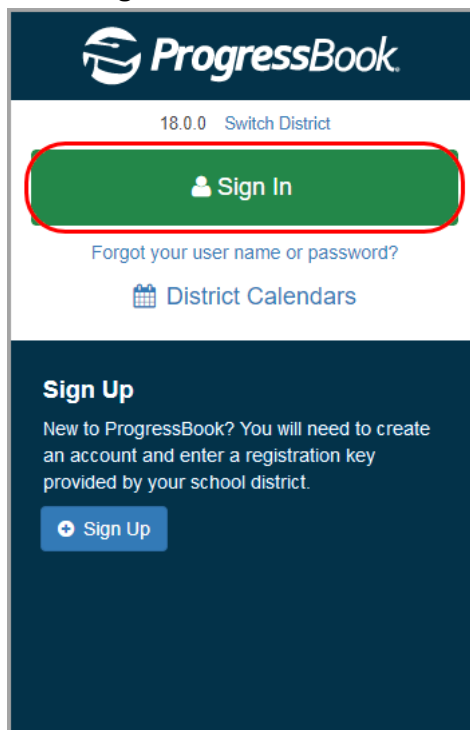 ProgressBook
18.0.0 Switch District
Sign In
Forgot your user name or password?
District Calendars
Sign Up
New to ProgressBook? You will need to create
an account and enter a registration key
provided by your school district.
Sign Up